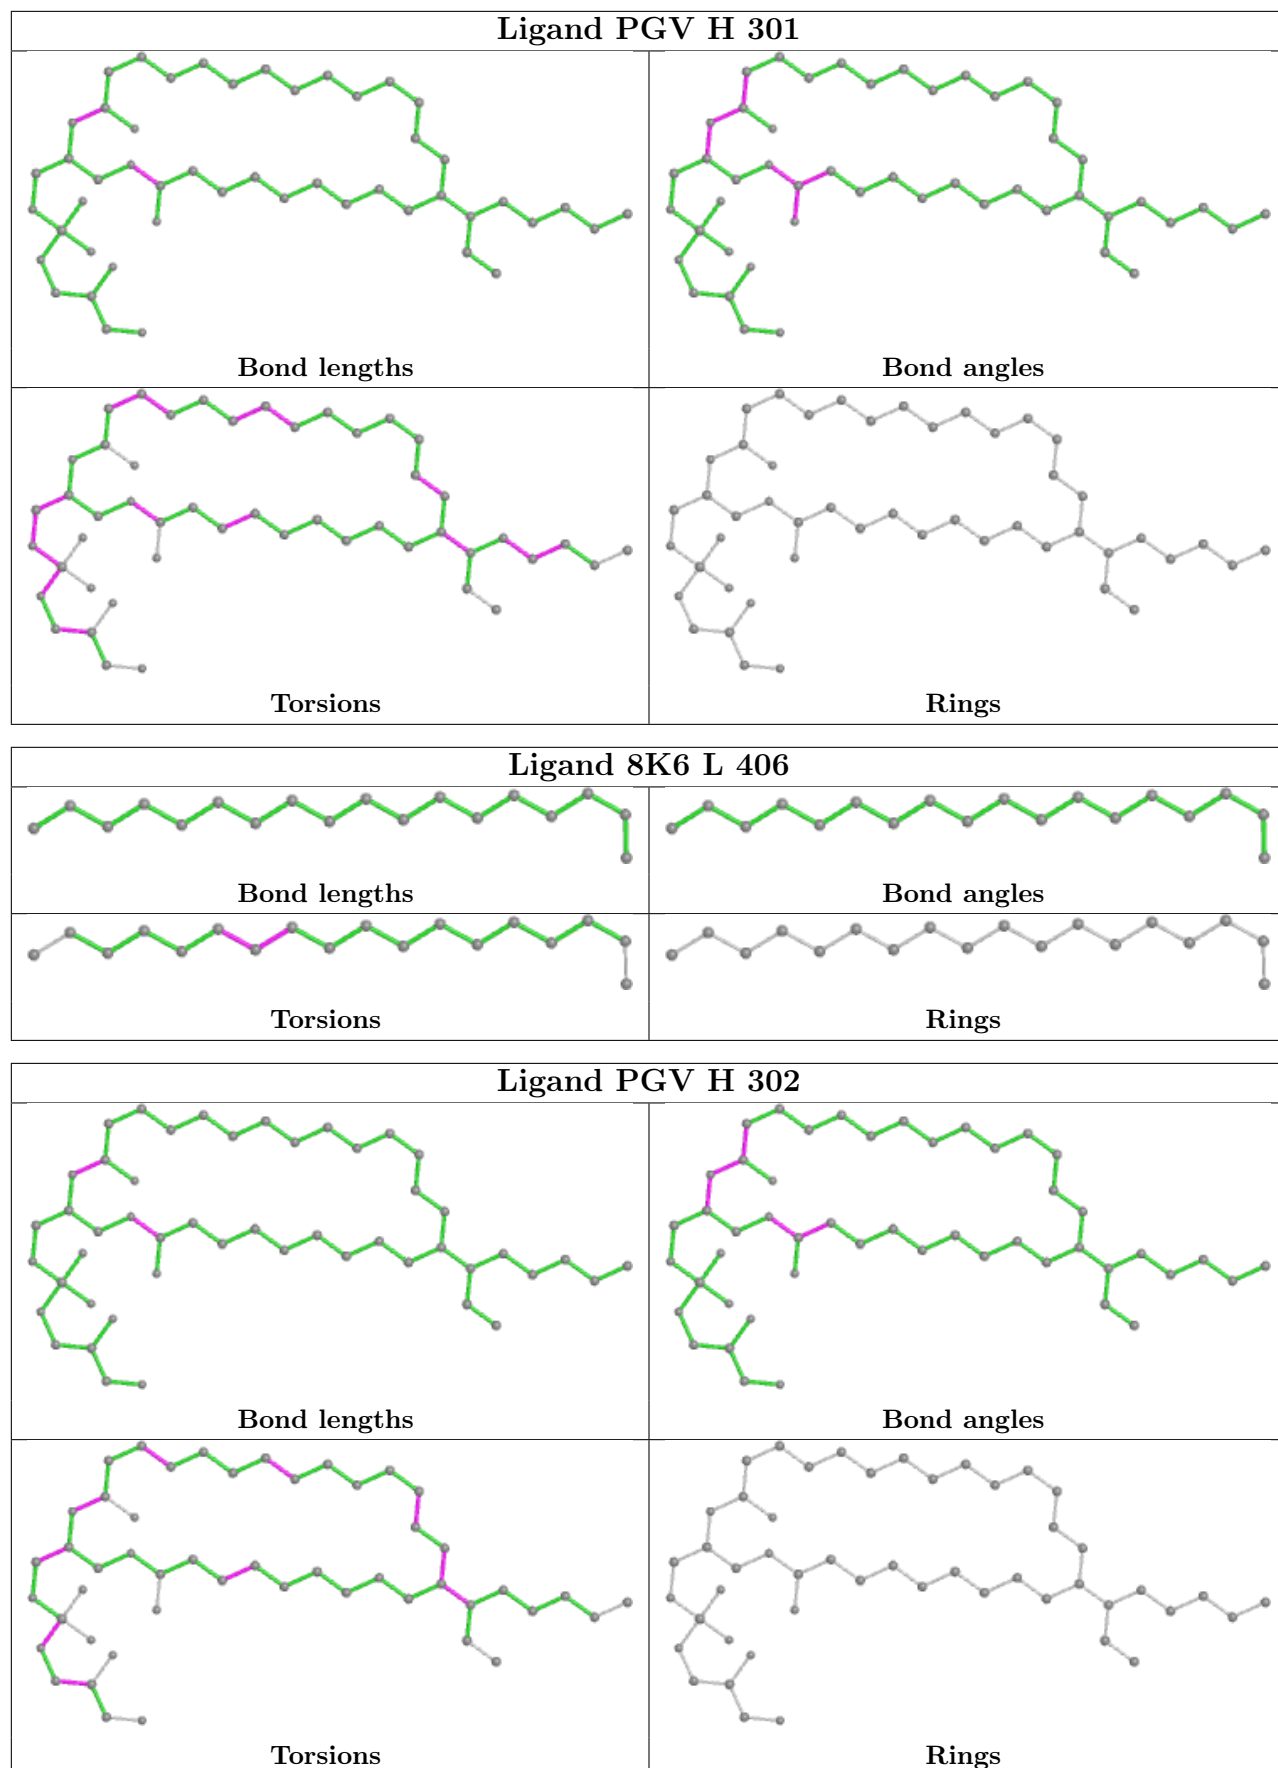 Ligand PGV H 301
Bond lengths
Bond angles
Torsions
Rings
Ligand 8K6 L 406
Bond lengths
Bond angles
Torsions
Rings
Ligand PGV H 302
Bond lengths
Bond angles
Torsions
Rings